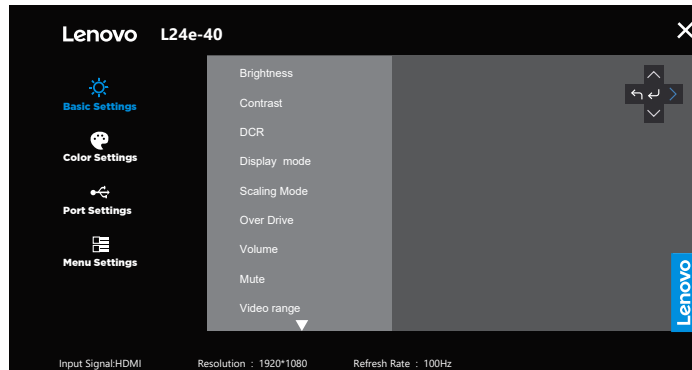 Lenovo L24e-40
Basic Settings
Color Settings
Port Settings
Menu Settings
Brightness
Contrast
DCR
Display mode
Scaling Mode
Over Drive
Volume
Mute
Video range
Lenovo
Input Signal:HDMI Resolution : 1920*1080 Refresh Rate : 100Hz